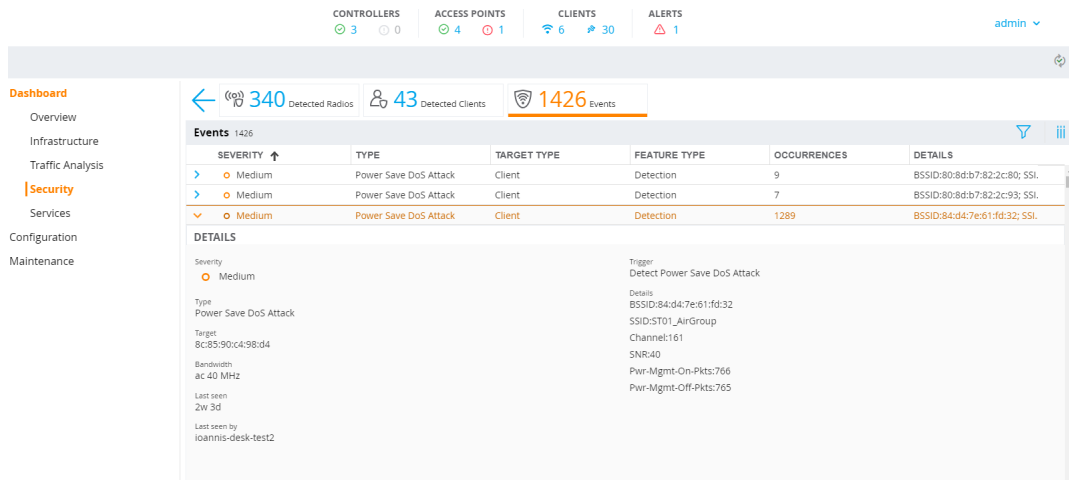 CONTROLLERS ACCESS POINTS CLIENTS ALERTS
3 0 4 1 6 30 1
admin
Dashboard
Overview
Infrastructure
Traffic Analysis
Security
Services
Configuration
Maintenance
340 Detected Radios 43 Detected Clients 1426 Events
Events 1426
SEVERITY TYPE TARGET TYPE FEATURE TYPE OCCURRENCES DETAILS
Medium Power Save DoS Attack Client Detection 9 BSSID:80:8d:b7:82:2c:80; SSI.
Medium Power Save DoS Attack Client Detection 7 BSSID:80:8d:b7:82:2c:93; SSI.
Medium Power Save DoS Attack Client Detection 1289 BSSID:84:d4:7e:61:fd:32; SSI.
DETAILS
Severity
Medium
Type
Power Save DoS Attack
Target
8c:85:90:c4:98:d4
Bandwidth
ac 40 MHz
Last seen
2w 3d
Last seen by
ioannis-desk-test2
Trigger
Detect Power Save DoS Attack
Details
BSSID:84:d4:7e:61:fd:32
SSID:ST01_AirGroup
Channel:161
SNR:40
Pwr-Mgmt-On-Pkts:766
Pwr-Mgmt-Off-Pkts:765